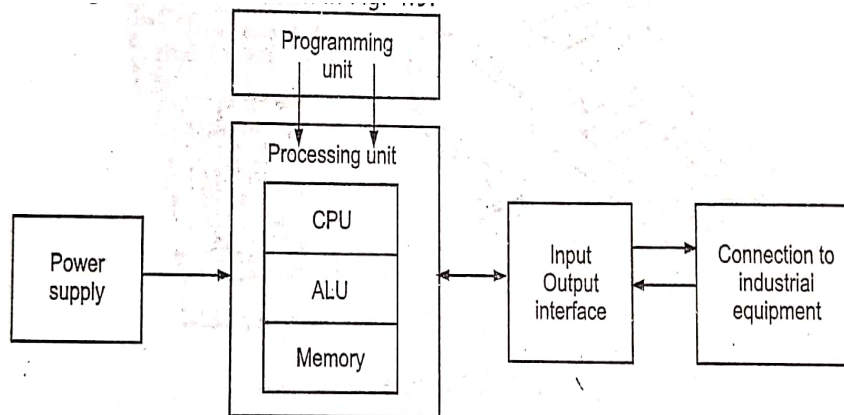 Programming
unit
Processing unit
CPU
ALU
Memory
Power
supply
Input
Output
interface
Connection to
industrial
equipment